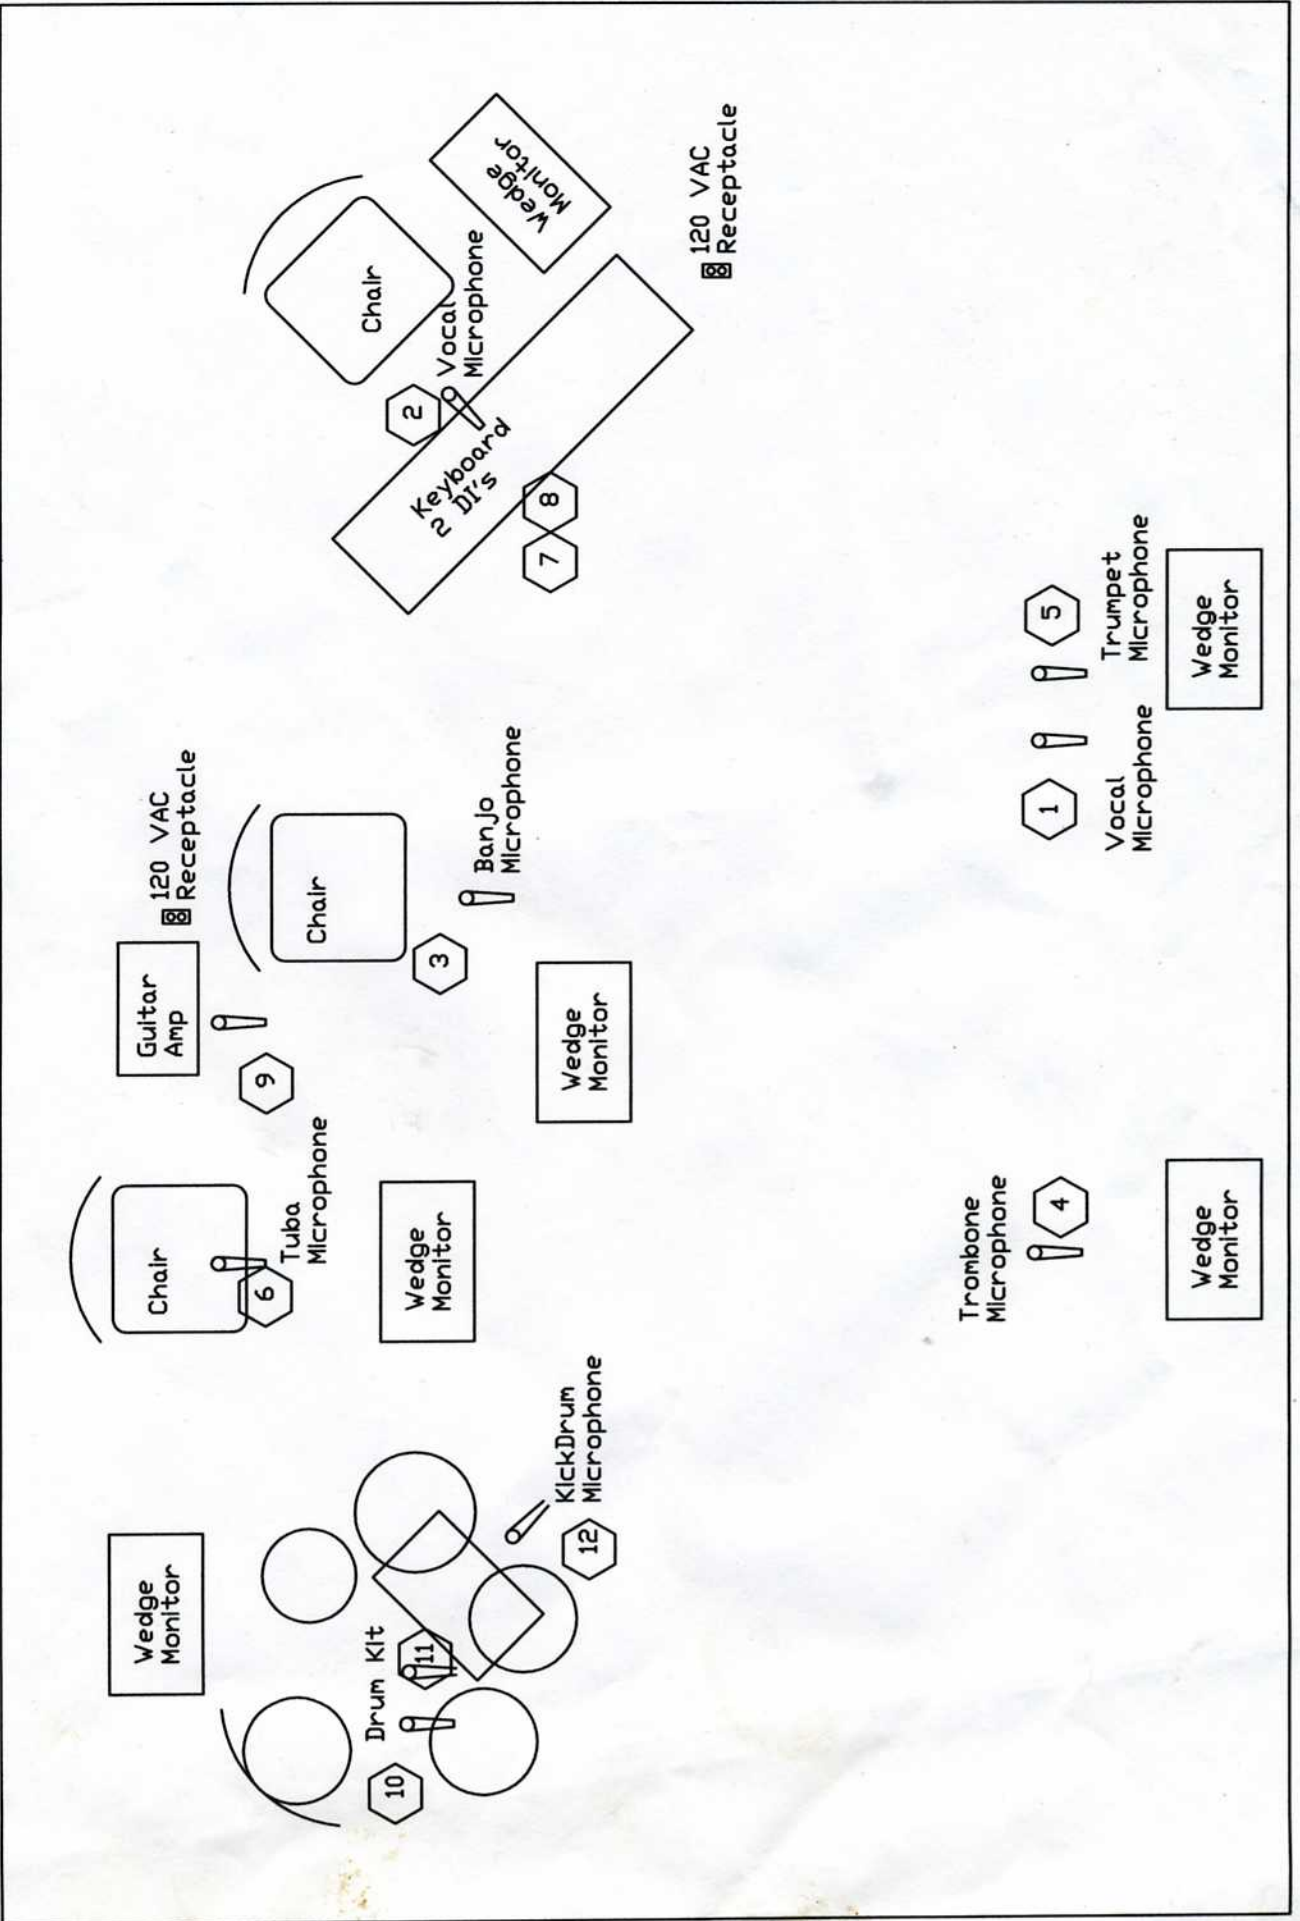 Wedge
Monitor
Chair
Guitar
Amp
120 VAC
Receptacle
Chair
Chair
9
6
Tuba
Microphone
Drum Kit
10
11
Wedge
Monitor
3
Banjo
Microphone
2
Vocal
Microphone
Wedge
Monitor
Keyboard
2 DI's
7
8
12
KickDrum
Microphone
Wedge
Monitor
120 VAC
Receptacle
Trombone
Microphone
4
1
Vocal
Microphone
5
Trumpet
Microphone
Wedge
Monitor
Wedge
Monitor